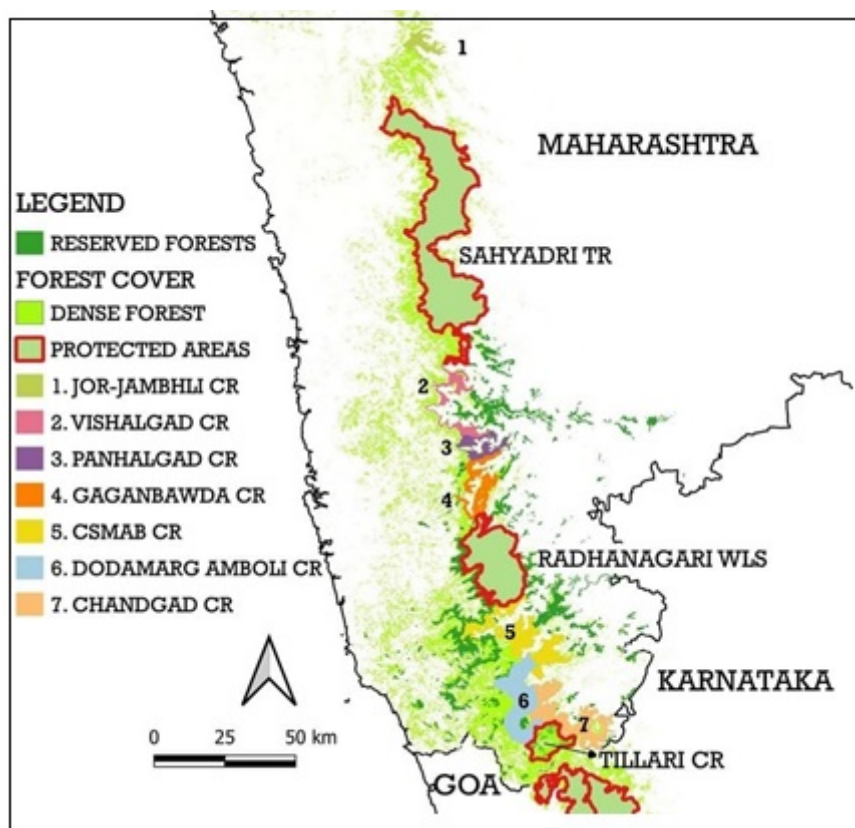 1
MAHARASHTRA
LEGEND
RESERVED FORESTS
SAHYADRI TR
FOREST COVER
DENSE FOREST
PROTECTED AREAS
1. JOR-JAMBHLI CR
2
2. VISHALGAD CR
3. PANHALGAD CR
3
4. GAGANBAWDA CR
4
5. CSMAB CR
RADHANAGARI WLS
6. DODAMARG AMBOLI CR
7. CHANDGAD CR
5
KARNATAKA
6
7
0 25 50 km
TILLARI CR
GOA